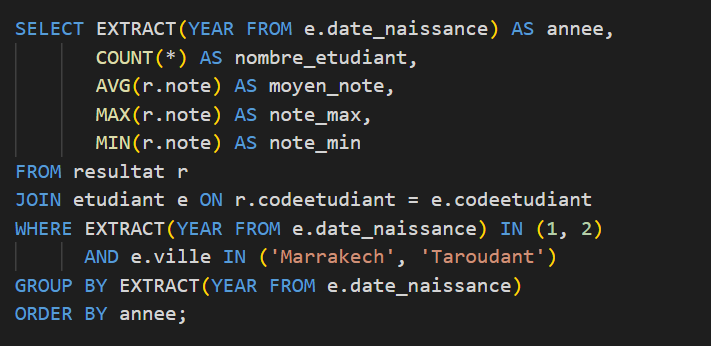 SELECT EXTRACT(YEAR FROM e.date_naissance) AS annee,
       COUNT(*) AS nombre_etudiant,
       AVG(r.note) AS moyen_note,
       MAX(r.note) AS note_max,
       MIN(r.note) AS note_min
FROM resultat r
JOIN etudiant e ON r.codeetudiant = e.codeetudiant
WHERE EXTRACT(YEAR FROM e.date_naissance) IN (1, 2)
      AND e.ville IN ('Marrakech', 'Taroudant')
GROUP BY EXTRACT(YEAR FROM e.date_naissance)
ORDER BY annee;